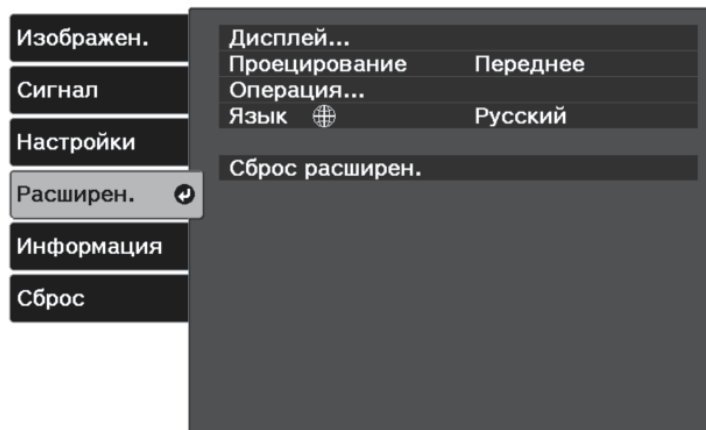 Изображен.
Сигнал
Настройки
Расширен.
Информация
Сброс
Дисплей...
Проецирование Переднее
Операция...
Язык Русский
Сброс расширен.